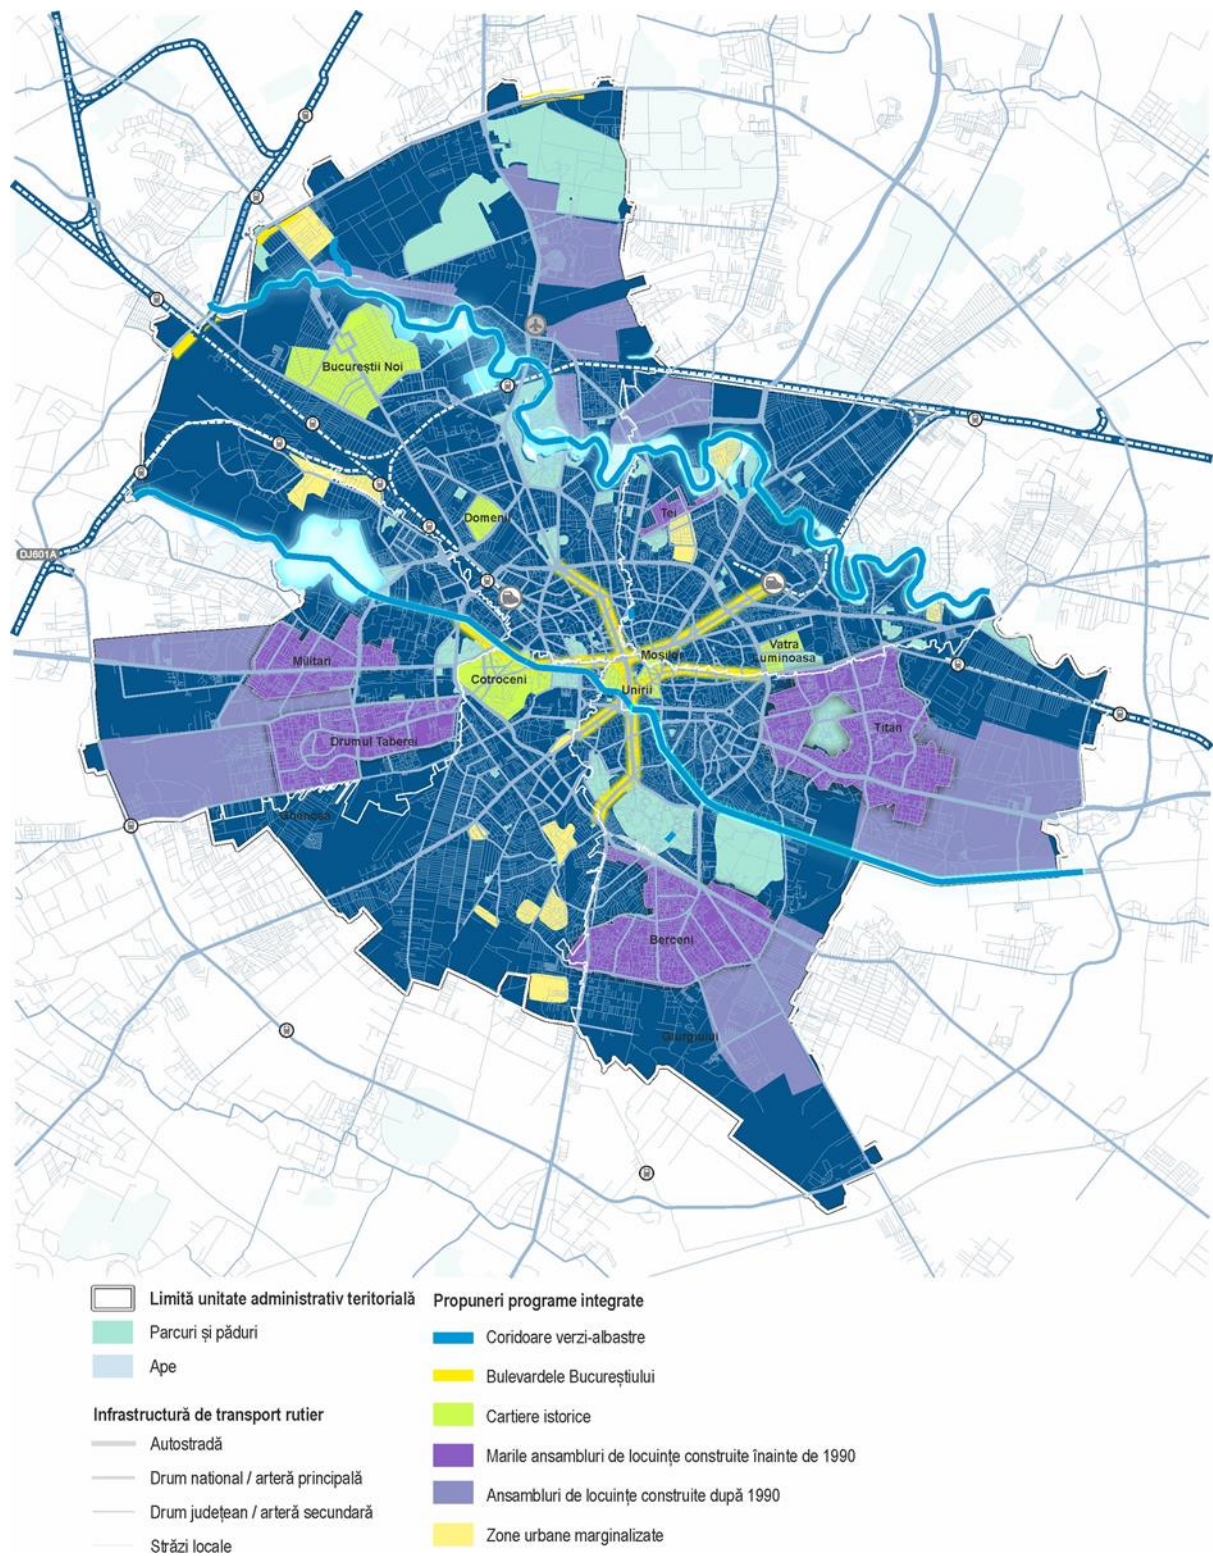 Bucureștii Noi
Domenii
Tei
DJ601A
Moșilor
Vatra
Luminoasa
Militari
Cotroceni
Unirii
Titan
Drumul Taberei
Ghencea
Berceni
Giurgiului
Limită unitate administrativ teritorială
Parcuri și păduri
Ape
Infrastructură de transport rutier
Autostradă
Drum național / arteră principală
Drum județean / arteră secundară
Străzi locale
Propuneri programe integrate
Coridoare verzi-albastre
Bulevardele Bucureștiului
Cartiere istorice
Marile ansambluri de locuințe construite înainte de 1990
Ansambluri de locuințe construite după 1990
Zone urbane marginalizate